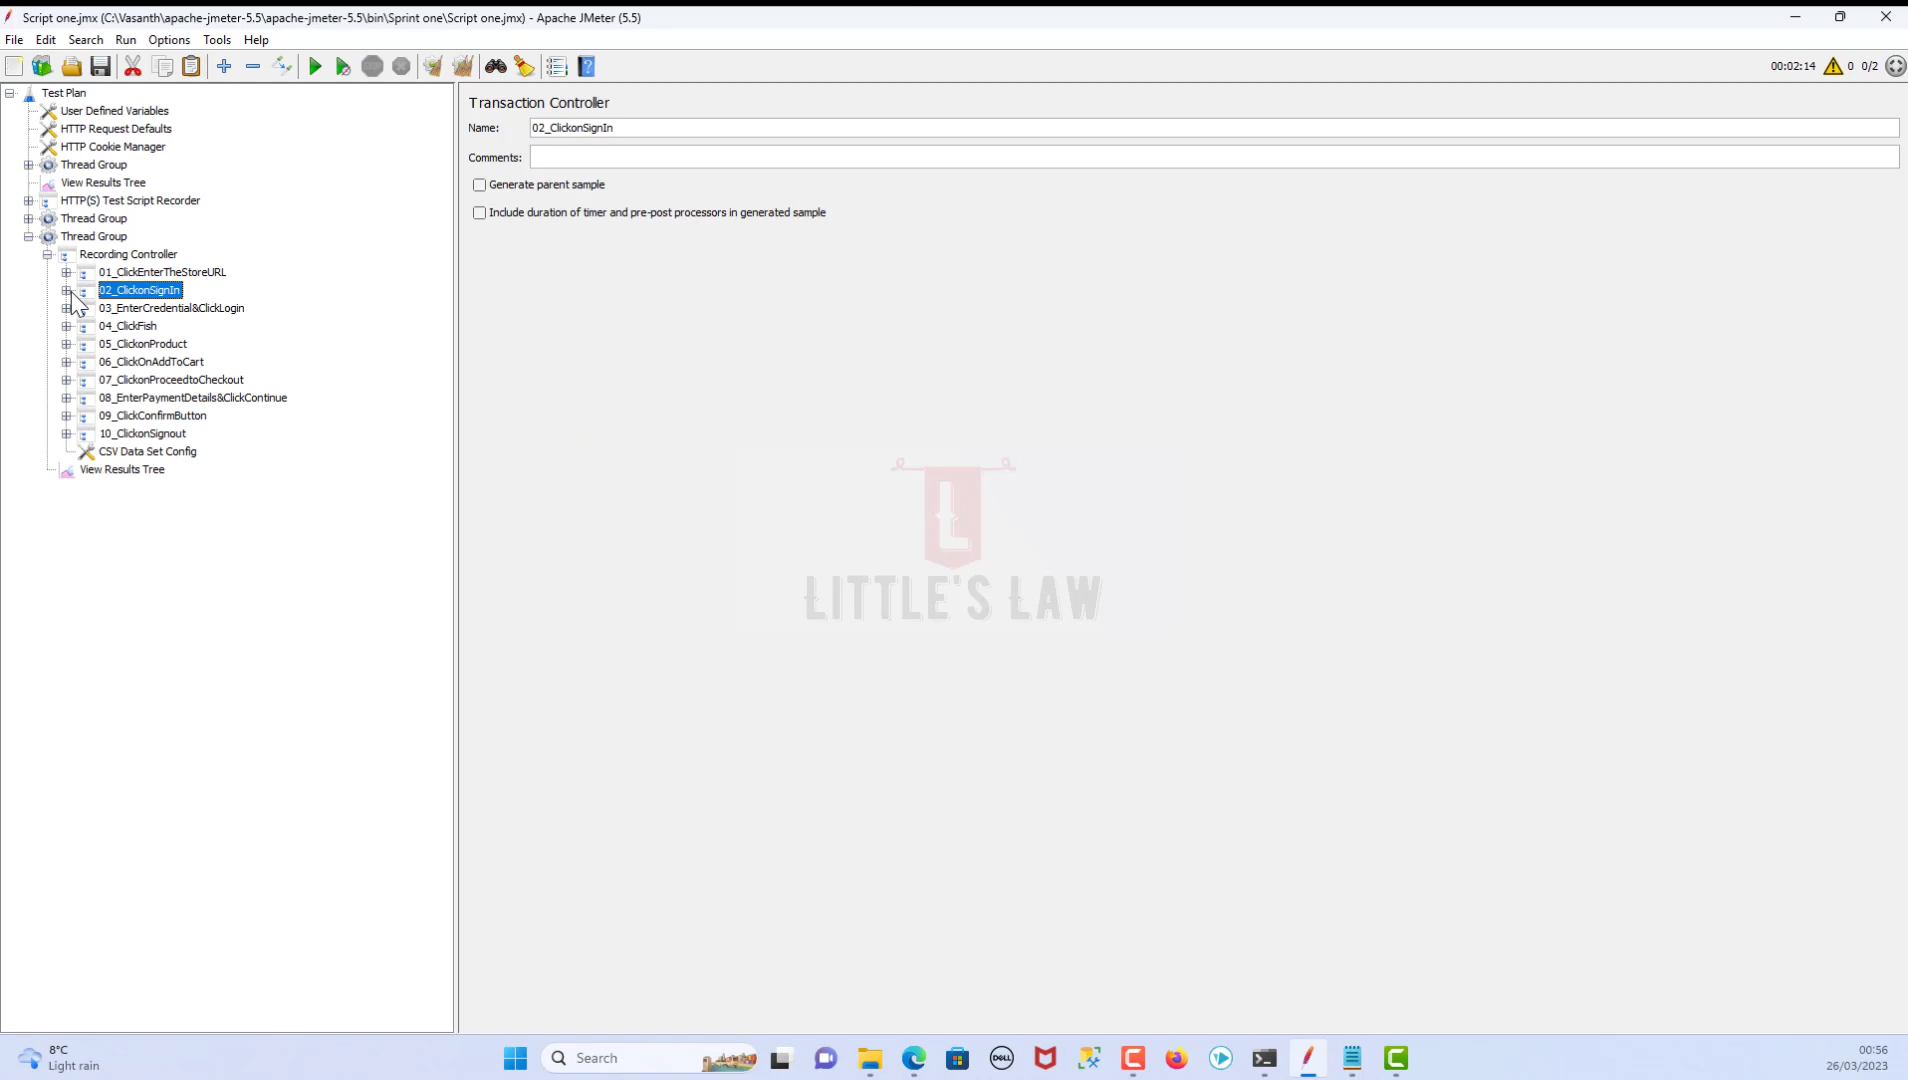 Script one.jmx (C:\Vasanth\apache-jmeter-5.5\apache-jmeter-5.5\bin\Sprint one\Script one.jmx) - Apache JMeter (5.5)
File Edit Search Run Options Tools Help
00:02:14 0 0/2
Test Plan
User Defined Variables
HTTP Request Defaults
HTTP Cookie Manager
Thread Group
View Results Tree
HTTP(S) Test Script Recorder
Thread Group
Thread Group
Recording Controller
01_ClickEnterTheStoreURL
02_ClickonSignIn
03_EnterCredential&ClickLogin
04_ClickFish
05_ClickonProduct
06_ClickOnAddToCart
07_ClickonProceedtoCheckout
08_EnterPaymentDetails&ClickContinue
09_ClickConfirmButton
10_ClickonSignout
CSV Data Set Config
View Results Tree
Transaction Controller
Name: 02_ClickonSignIn
Comments:
Generate parent sample
Include duration of timer and pre-post processors in generated sample
L
LITTLE'S LAW
8°C
Light rain
Search
DELL
00:56
26/03/2023